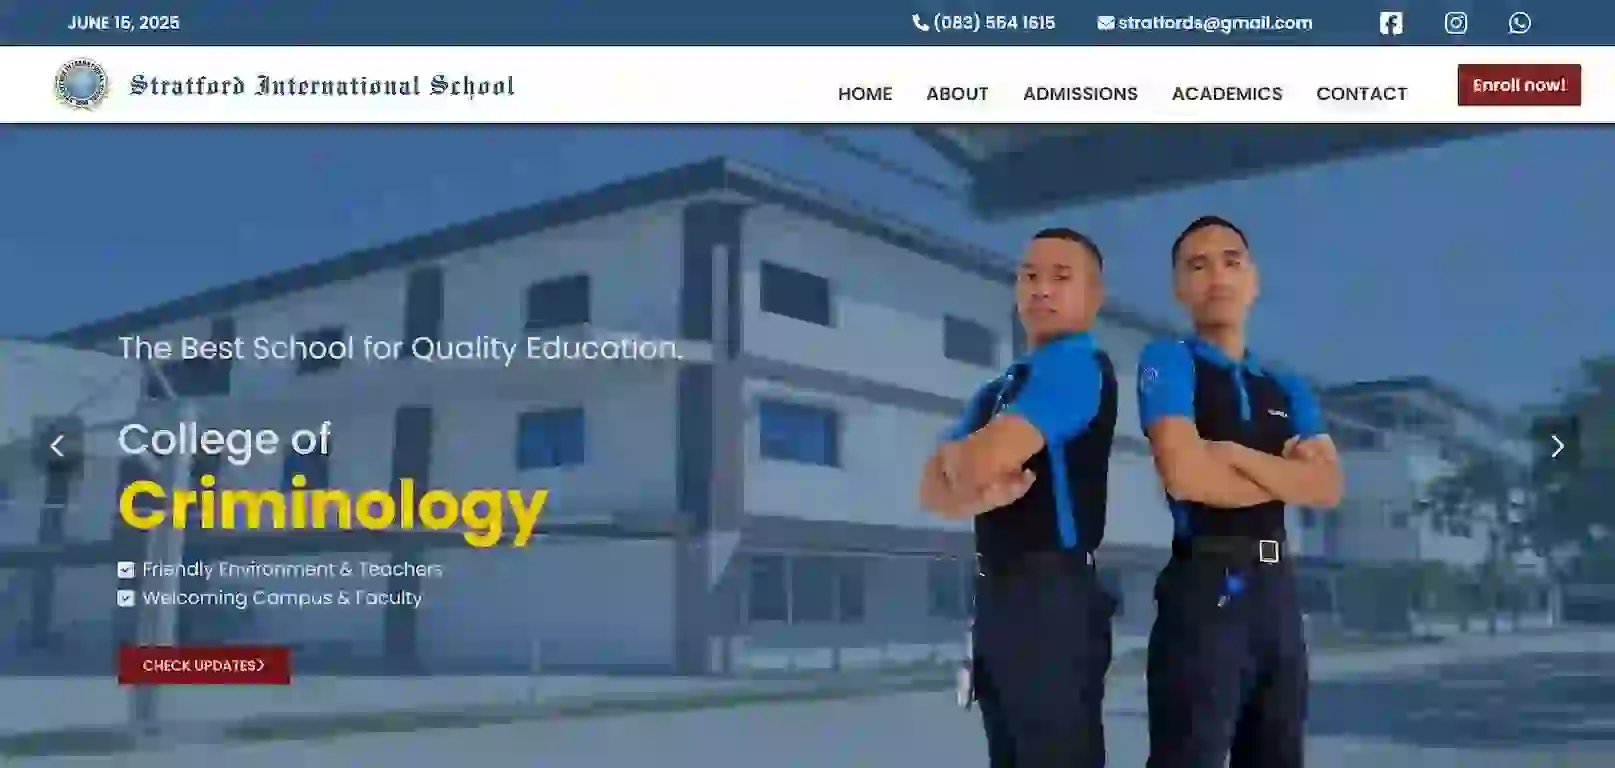 JUNE 15, 2025
(083) 554 1615
stratfords@gmail.com
Stratford International School
HOME
ABOUT
ADMISSIONS
ACADEMICS
CONTACT
Enroll now!
The Best School for Quality Education.
College of
Criminology
Friendly Environment & Teachers
Welcoming Campus & Faculty
CHECK UPDATES